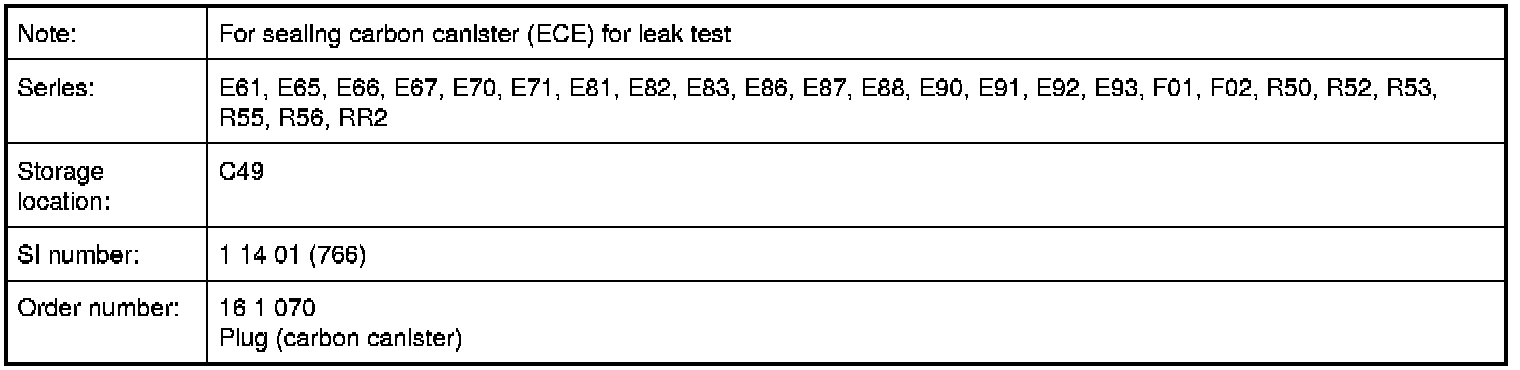 Note: For sealing carbon canister (ECE) for leak test
Series: E61, E65, E66, E67, E70, E71, E81, E82, E83, E86, E87, E88, E90, E91, E92, E93, F01, F02, R50, R52, R53,
R55, R56, RR2
Storage C49
location:
SI number: 1 14 01 (766)
Order number: 16 1 070
Plug (carbon canister)